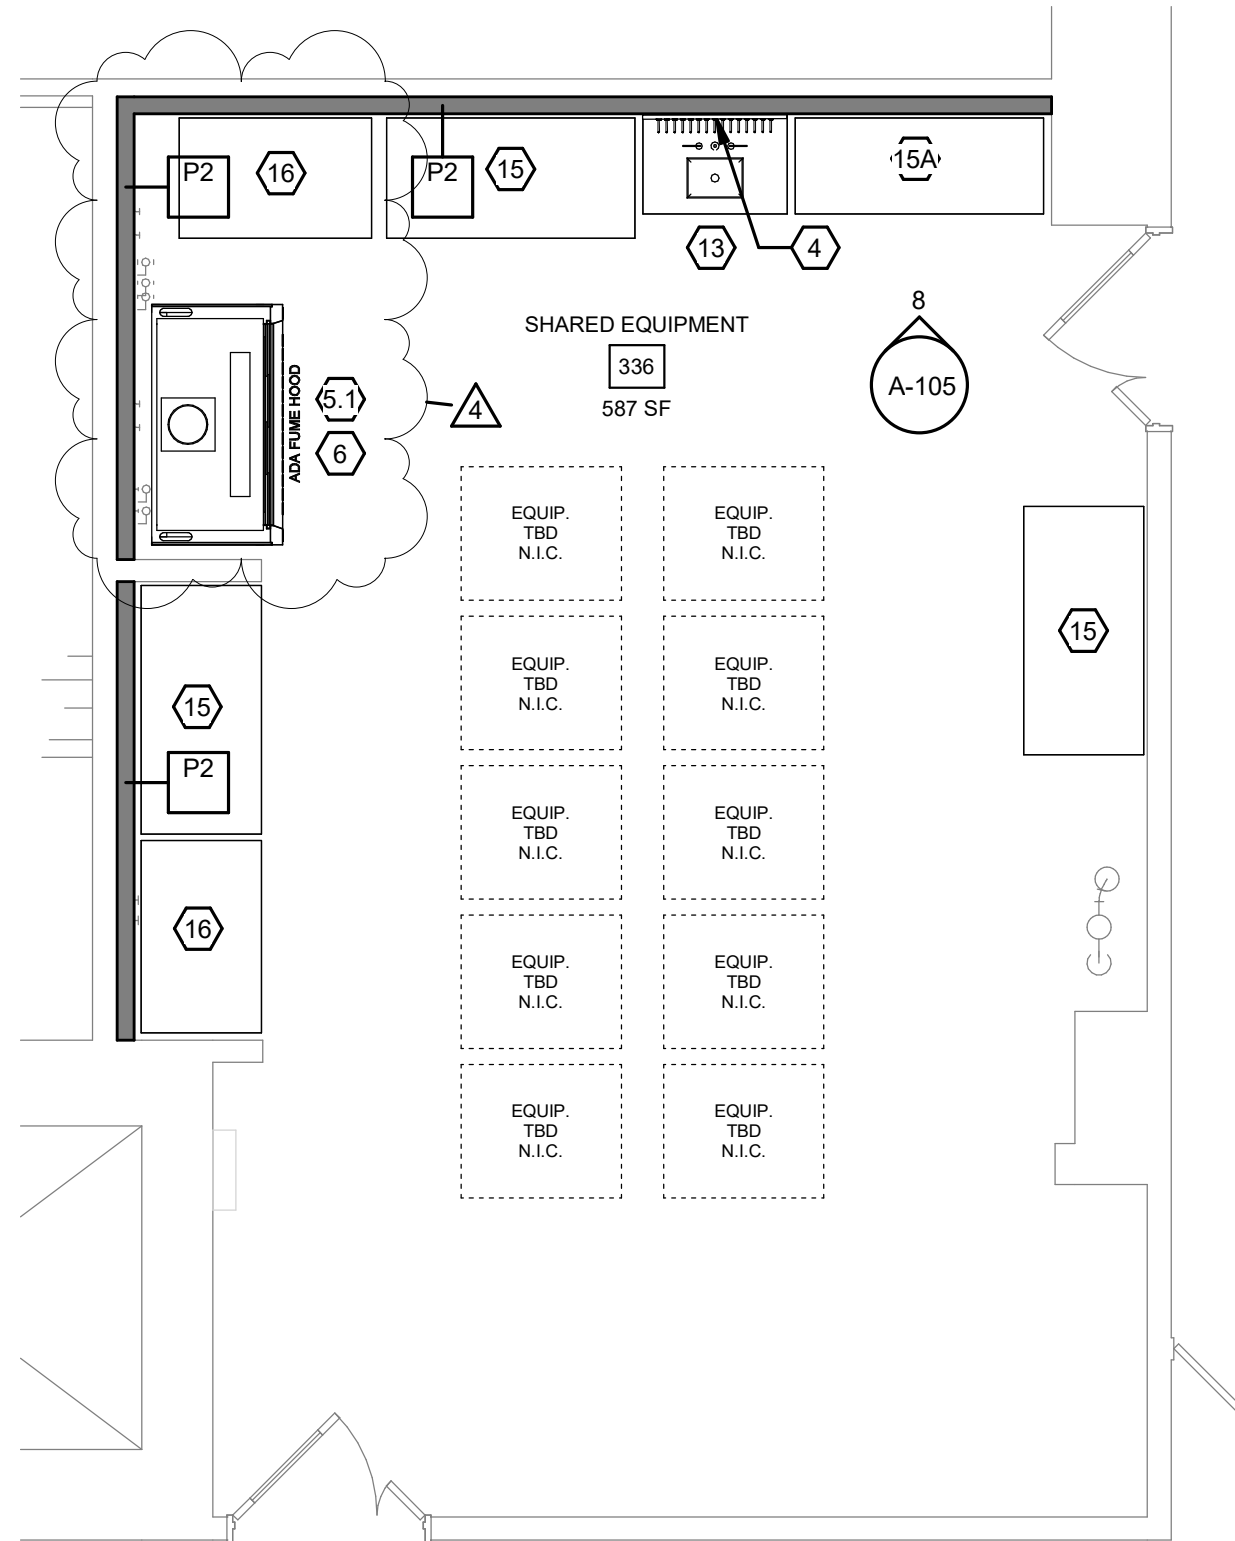 P2
16
P2
15
15A
13
4
8
A-105
SHARED EQUIPMENT
336
587 SF
ADA FUME HOOD
5.1
6
4
EQUIP.
TBD
N.I.C.
EQUIP.
TBD
N.I.C.
15
EQUIP.
TBD
N.I.C.
EQUIP.
TBD
N.I.C.
15
P2
EQUIP.
TBD
N.I.C.
EQUIP.
TBD
N.I.C.
16
EQUIP.
TBD
N.I.C.
EQUIP.
TBD
N.I.C.
EQUIP.
TBD
N.I.C.
EQUIP.
TBD
N.I.C.